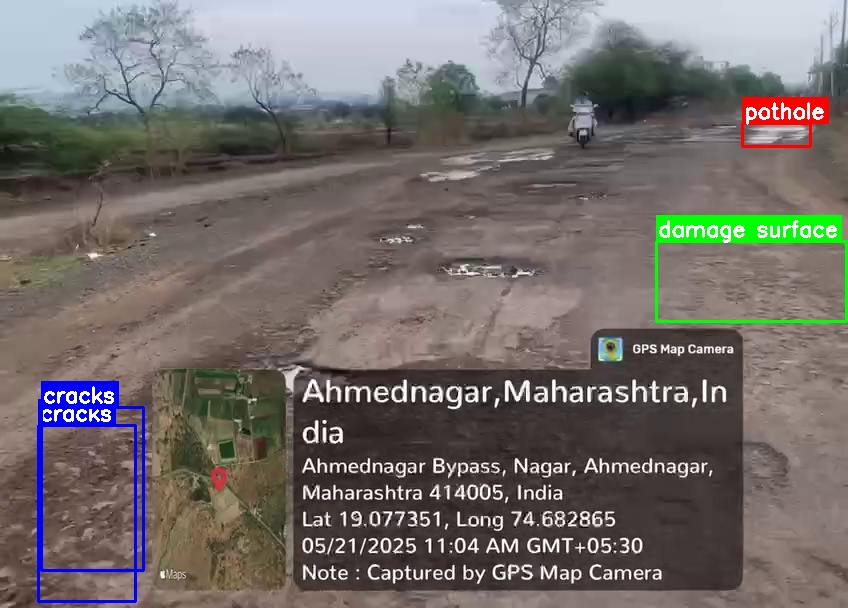 pothole
damage surface
GPS Map Camera
cracks
cracks
Ahmednagar,Maharashtra,In
dia
Ahmednagar Bypass, Nagar, Ahmednagar,
Maharashtra 414005, India
Lat 19.077351, Long 74.682865
05/21/2025 11:04 AM GMT+05:30
Note : Captured by GPS Map Camera
Maps